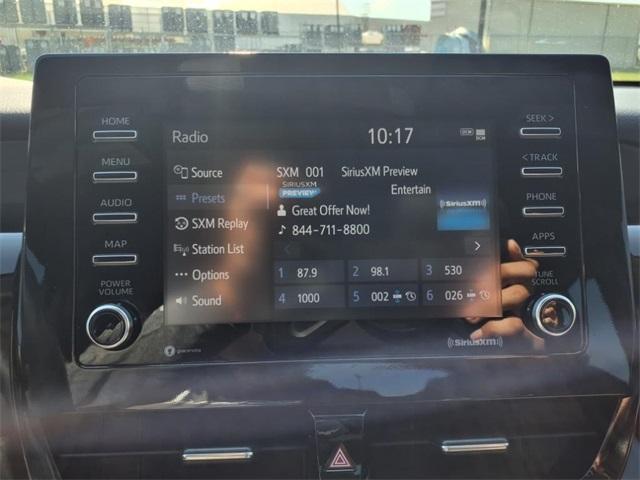 HOME
MENU
AUDIO
MAP
POWER
VOLUME
Radio
10:17
DCM
Source
Presets
SXM Replay
Station List
Options
Sound
SXM 001 SiriusXM Preview
SIRIUSXM
PREVIEW
Entertain
Great Offer Now!
844-711-8800
((SiriusXM))
1 87.9
2 98.1
3 530
4 1000
5 002
6 026
SEEK >
< TRACK
PHONE
APPS
TUNE
SCROLL
gracenote
((SiriusXM))